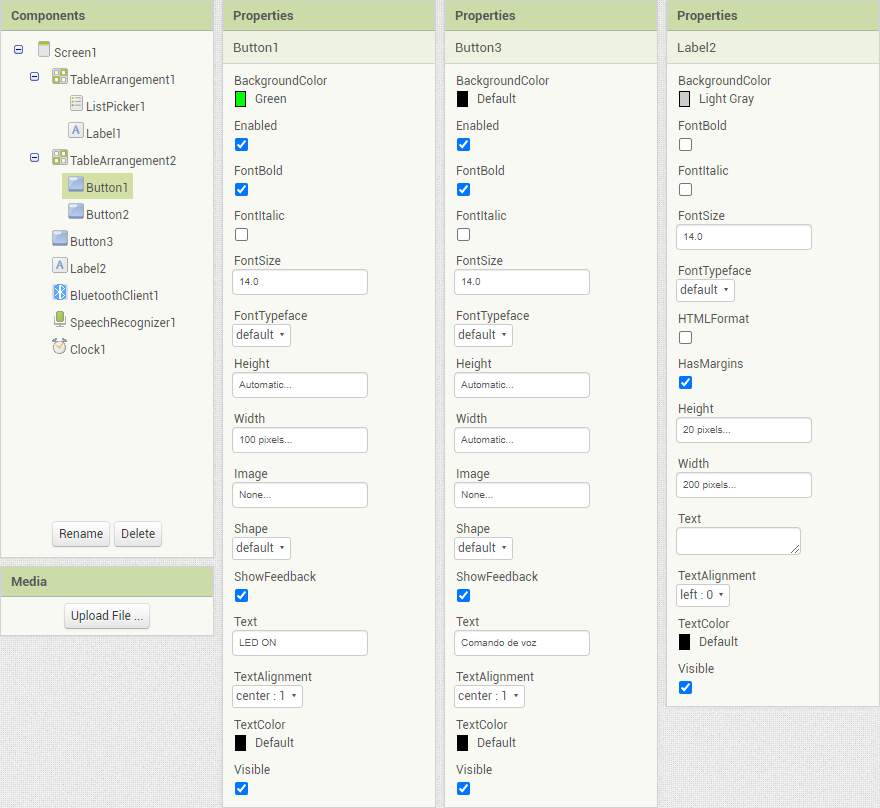 Components
Screen1
TableArrangement1
ListPicker1
Label1
TableArrangement2
Button1
Button2
Button3
Label2
BluetoothClient1
SpeechRecognizer1
Clock1
Rename Delete
Media
Upload File ...
Properties
Button1
BackgroundColor
Green
Enabled
FontBold
FontItalic
FontSize
14.0
FontTypeface
default
Height
Automatic...
Width
100 pixels...
Image
None...
Shape
default
ShowFeedback
Text
LED ON
TextAlignment
center : 1
TextColor
Default
Visible
Properties
Button3
BackgroundColor
Default
Enabled
FontBold
FontItalic
FontSize
14.0
FontTypeface
default
Height
Automatic...
Width
Automatic...
Image
None...
Shape
default
ShowFeedback
Text
Comando de voz
TextAlignment
center : 1
TextColor
Default
Visible
Properties
Label2
BackgroundColor
Light Gray
FontBold
FontItalic
FontSize
14.0
FontTypeface
default
HTMLFormat
HasMargins
Height
20 pixels...
Width
200 pixels...
Text
TextAlignment
left : 0
TextColor
Default
Visible